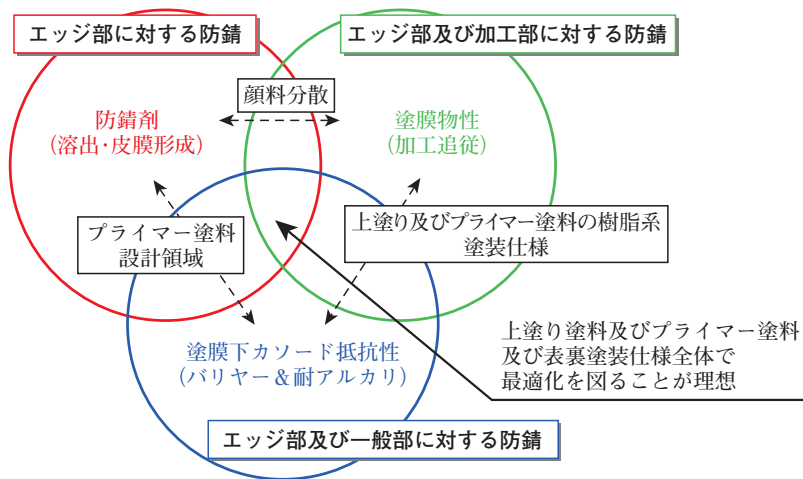 エッジ部に対する防錆
エッジ部及び加工部に対する防錆
顔料分散
防錆剤
(溶出・皮膜形成)
塗膜物性
(加工追従)
プライマー塗料
設計領域
上塗り及びプライマー塗料の樹脂系
塗装仕様
塗膜下カソード抵抗性
(バリヤー＆耐アルカリ)
上塗り塗料及びプライマー塗料
及び表裏塗装仕様全体で
最適化を図ることが理想
エッジ部及び一般部に対する防錆